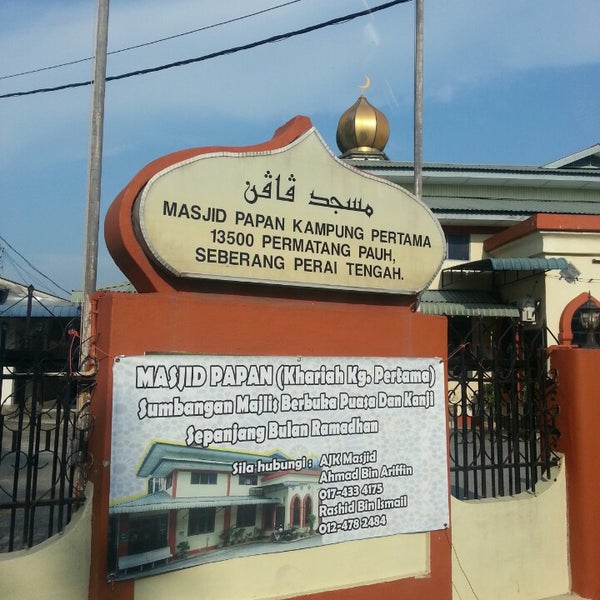 مسجد ڤاڤن
MASJID PAPAN KAMPUNG PERTAMA
13500 PERMATANG PAUH,
SEBERANG PERAI TENGAH.
MASJID PAPAN (Khariah Kg. Pertama)
Sumbangan Majlis Berbuka Puasa Dan Kanji
Sepanjang Bulan Ramadhan
Sila hubungi : AJK Masjid
Ahmad Bin Ariffin
017-433 4175
Rashid Bin Ismail
012-478 2484